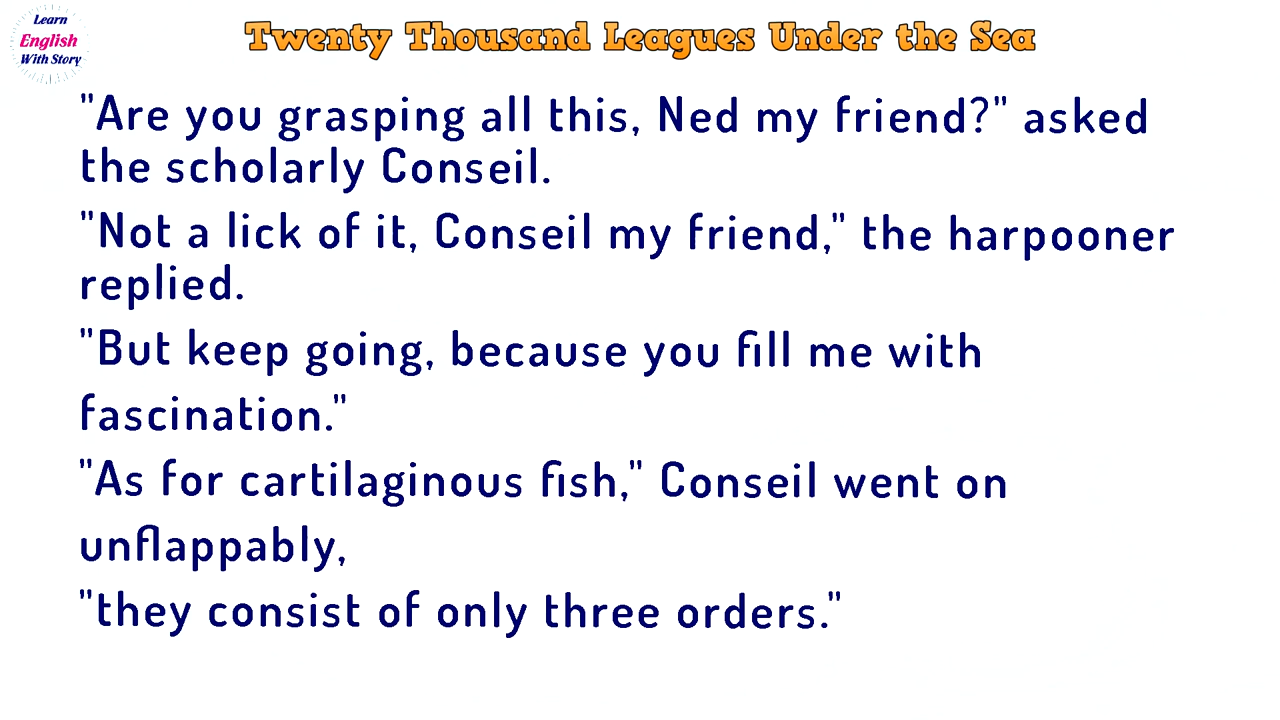 Learn
English
With Story
Twenty Thousand Leagues Under the Sea
"Are you grasping all this, Ned my friend?" asked
the scholarly Conseil.
"Not a lick of it, Conseil my friend," the harpooner
replied.
"But keep going, because you fill me with
fascination."
"As for cartilaginous fish," Conseil went on
unflappably,
"they consist of only three orders."